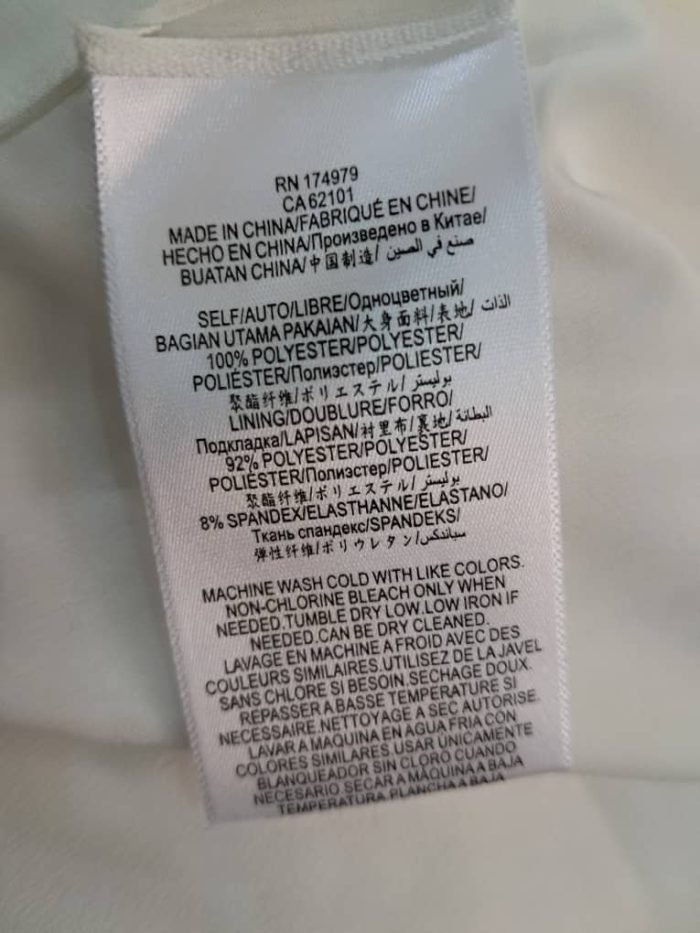 RN 174979
CA 62101
MADE IN CHINA/FABRIQUÉ EN CHINE/
HECHO EN CHINA/Произведено в Китае/
BUATAN CHINA/中国制造/ صنع في الصين
SELF/AUTO/LIBRE/Одноцветный/
BAGIAN UTAMA PAKAIAN/大身面料/表地/ الذات
100% POLYESTER/POLYESTER/
POLIÉSTER/Полиэстер/POLIESTER/
聚酯纤维/ポリエステル/ بوليستر
LINING/DOUBLURE/FORRO/
Подкладка/LAPISAN/衬里布/裏地/ البطانة
92% POLYESTER/POLYESTER/
POLIÉSTER/Полиэстер/POLIESTER/
聚酯纤维/ポリエステル/ بوليستر
8% SPANDEX/ELASTHANNE/ELASTANO/
Ткань спандекс/SPANDEKS/
弹性纤维/ポリウレタン/ سباندكس
MACHINE WASH COLD WITH LIKE COLORS.
NON-CHLORINE BLEACH ONLY WHEN
NEEDED.TUMBLE DRY LOW.LOW IRON IF
NEEDED.CAN BE DRY CLEANED.
LAVAGE EN MACHINE A FROID AVEC DES
COULEURS SIMILAIRES.UTILISEZ DE LA JAVEL
SANS CHLORE SI BESOIN.SECHAGE DOUX.
REPASSER A BASSE TEMPERATURE SI
NECESSAIRE.NETTOYAGE A SEC AUTORISE.
LAVAR A MAQUINA EN AGUA FRIA CON
COLORES SIMILARES USAR UNICAMENTE
BLANQUEADOR SIN CLORO CUANDO
NECESARIO SECAR A MAQUINA A BAJA
TEMPERATURA.PLANCHA A BAJA